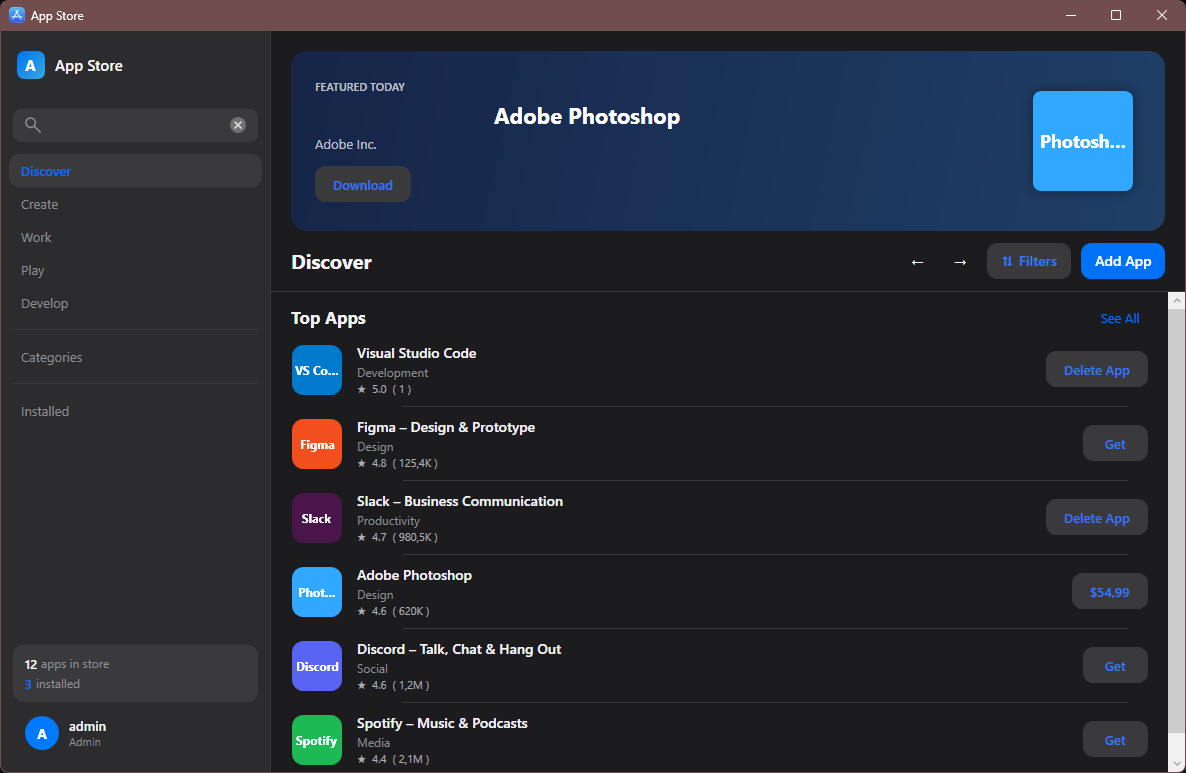 App Store
A App Store
Discover
Create
Work
Play
Develop
Categories
Installed
12 apps in store
3 installed
A
admin
Admin
FEATURED TODAY
Adobe Photoshop
Adobe Inc.
Download
Photosh...
Discover
← → ⇅ Filters Add App
Top Apps See All
VS Co...
Visual Studio Code
Development
★ 5.0 ( 1 )
Delete App
Figma
Figma – Design & Prototype
Design
★ 4.8 ( 125,4K )
Get
Slack
Slack – Business Communication
Productivity
★ 4.7 ( 980,5K )
Delete App
Phot...
Adobe Photoshop
Design
★ 4.6 ( 620K )
$54,99
Discord
Discord – Talk, Chat & Hang Out
Social
★ 4.6 ( 1,2M )
Get
Spotify
Spotify – Music & Podcasts
Media
★ 4.4 ( 2,1M )
Get